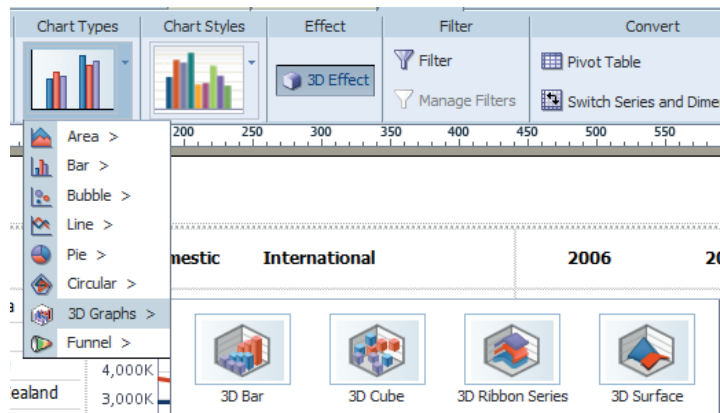 Chart Types Chart Styles Effect Filter Convert
Filter Pivot Table
3D Effect
Manage Filters Switch Series and Dime
200 250 300 350 400 450 500 550
Area >
Bar >
Bubble >
Line >
Pie >
mestic International 2006 20
Circular >
3D Graphs >
Funnel >
4,000K
ealand 3,000K
3D Bar 3D Cube 3D Ribbon Series 3D Surface